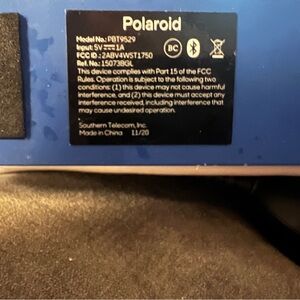 Polaroid
Model No.: PBT9529
Input: 5V⎓1A
FCC ID: 2ABV4W5T1750
Ref. No.: 15073BGL
BC
This device complies with Part 15 of the FCC
Rules. Operation is subject to the following two
conditions: (1) this device may not cause harmful
interference, and (2) this device must accept any
interference received, including interference that
may cause undesired operation.
Southern Telecom, Inc.
Made in China 11/20